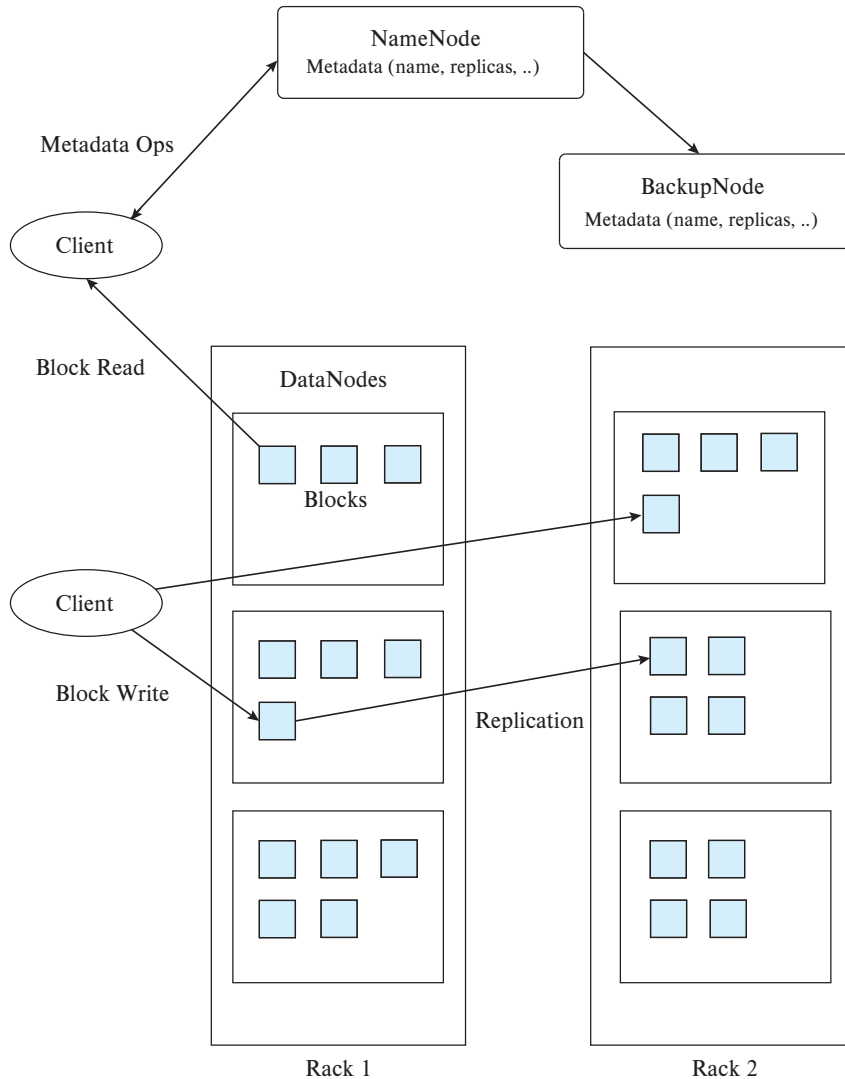 NameNode
Metadata (name, replicas, ..)
Metadata Ops
BackupNode
Metadata (name, replicas, ..)
Client
Block Read
DataNodes
Blocks
Client
Block Write
Replication
Rack 1
Rack 2